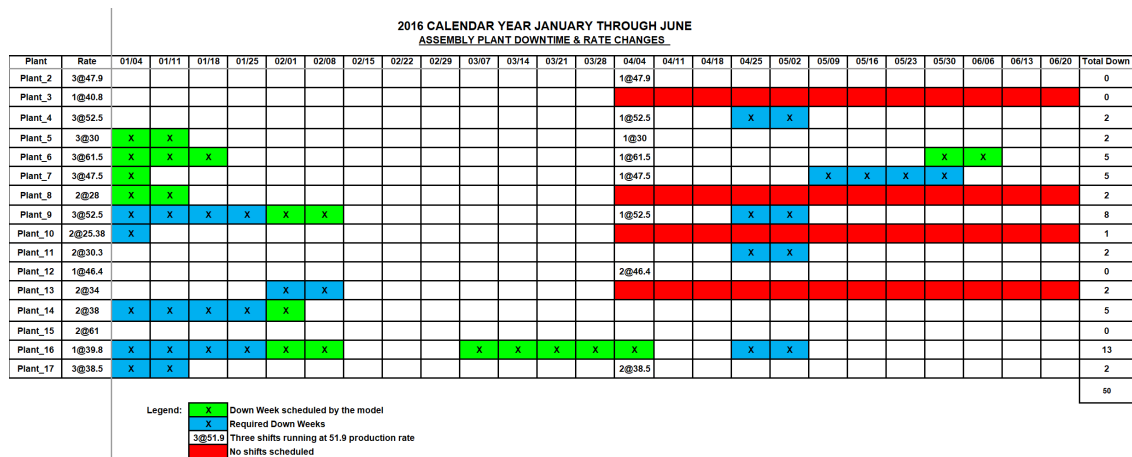 2016 CALENDAR YEAR JANUARY THROUGH JUNE
ASSEMBLY PLANT DOWNTIME & RATE CHANGES
Plant Rate 01/04 01/11 01/18 01/25 02/01 02/08 02/15 02/22 02/29 03/07 03/14 03/21 03/28 04/04 04/11 04/18 04/25 05/02 05/09 05/16 05/23 05/30 06/06 06/13 06/20 Total Down
Plant_2 3@47.9 1@47.9 0
Plant_3 1@40.8 0
Plant_4 3@52.5 1@52.5 X X 2
Plant_5 3@30 X X 1@30 2
Plant_6 3@61.5 X X X 1@61.5 X X 5
Plant_7 3@47.5 X 1@47.5 X X X X 5
Plant_8 2@28 X X 2
Plant_9 3@52.5 X X X X X X 1@52.5 X X 8
Plant_10 2@25.38 X 1
Plant_11 2@30.3 X X 2
Plant_12 1@46.4 2@46.4 0
Plant_13 2@34 X X 2
Plant_14 2@38 X X X X X 5
Plant_15 2@61 0
Plant_16 1@39.8 X X X X X X X X X X X X X 13
Plant_17 3@38.5 X X 2@38.5 2
50
Legend: X Down Week scheduled by the model
X Required Down Weeks
3@51.9 Three shifts running at 51.9 production rate
No shifts scheduled